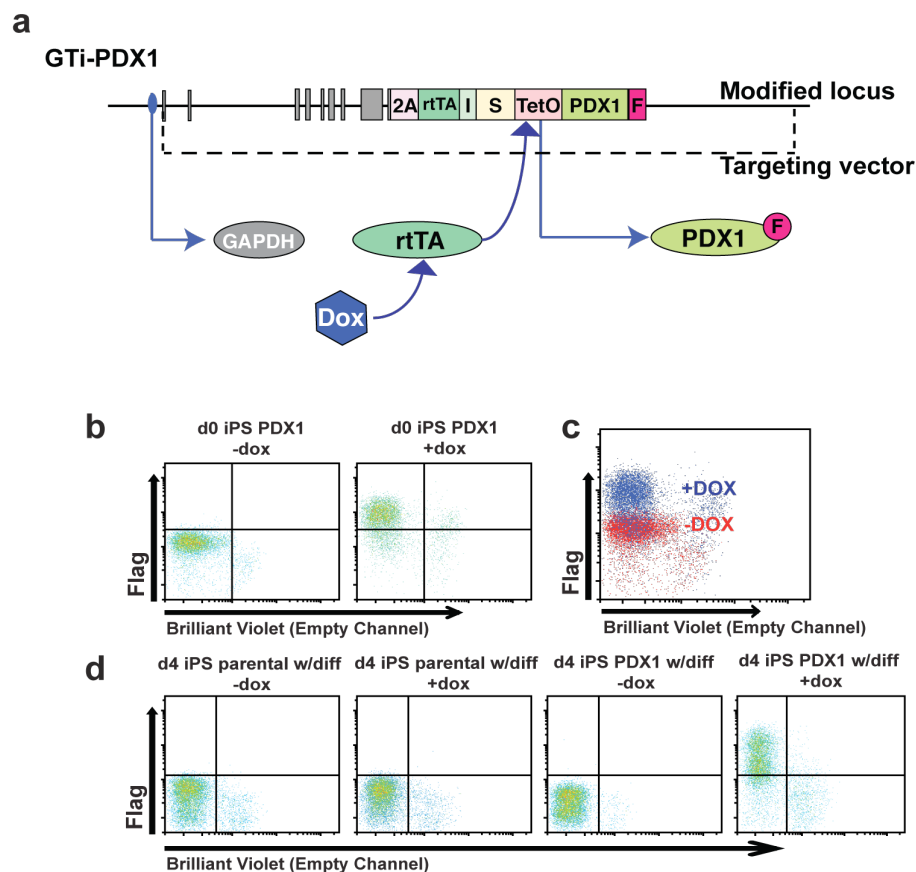 a
GTi-PDX1
2A rtTA I S TetO PDX1 F
Modified locus
Targeting vector
GAPDH
rtTA
PDX1
F
Dox
b
d0 iPS PDX1
-dox
d0 iPS PDX1
+dox
Flag
Brilliant Violet (Empty Channel)
c
+DOX
-DOX
Flag
Brilliant Violet (Empty Channel)
d
d4 iPS parental w/diff
-dox
d4 iPS parental w/diff
+dox
d4 iPS PDX1 w/diff
-dox
d4 iPS PDX1 w/diff
+dox
Flag
Brilliant Violet (Empty Channel)